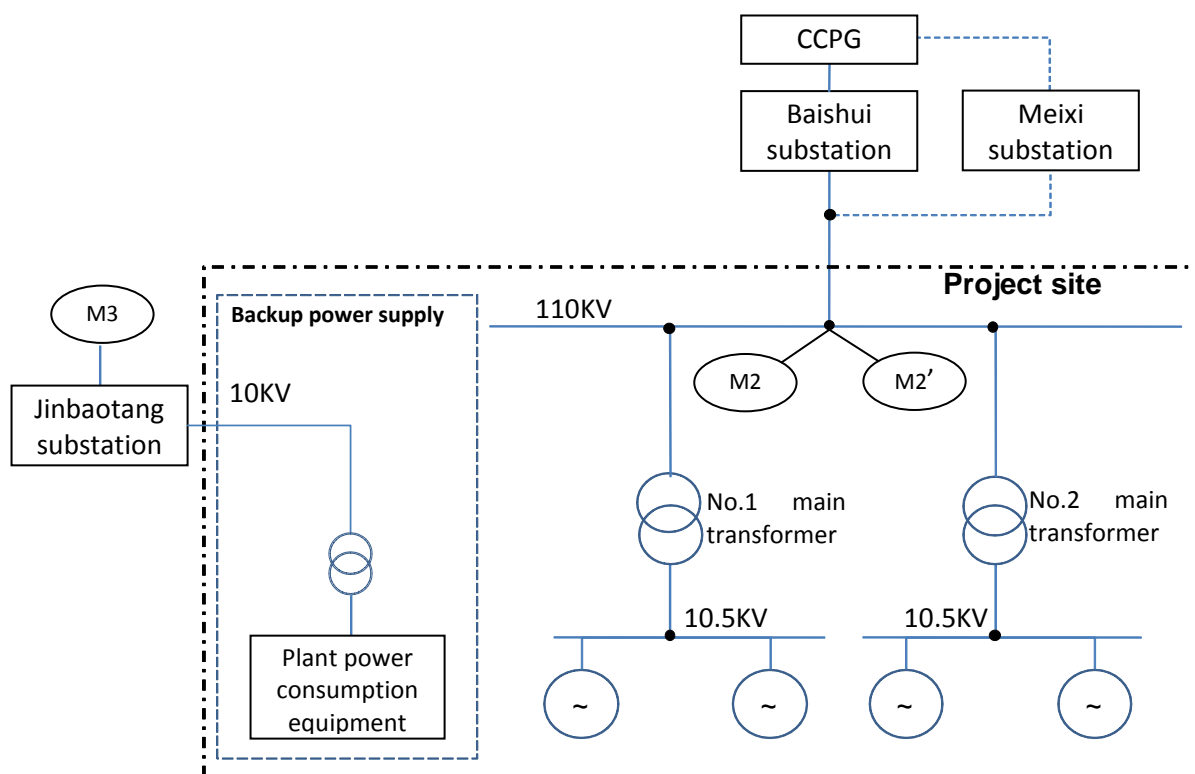 CCPG
Baishui
substation
Meixi
substation
Project site
M3
Backup power supply
110KV
M2
M2’
Jinbaotang
substation
10KV
No.1 main
transformer
No.2 main
transformer
10.5KV
10.5KV
Plant power
consumption
equipment
~
~
~
~